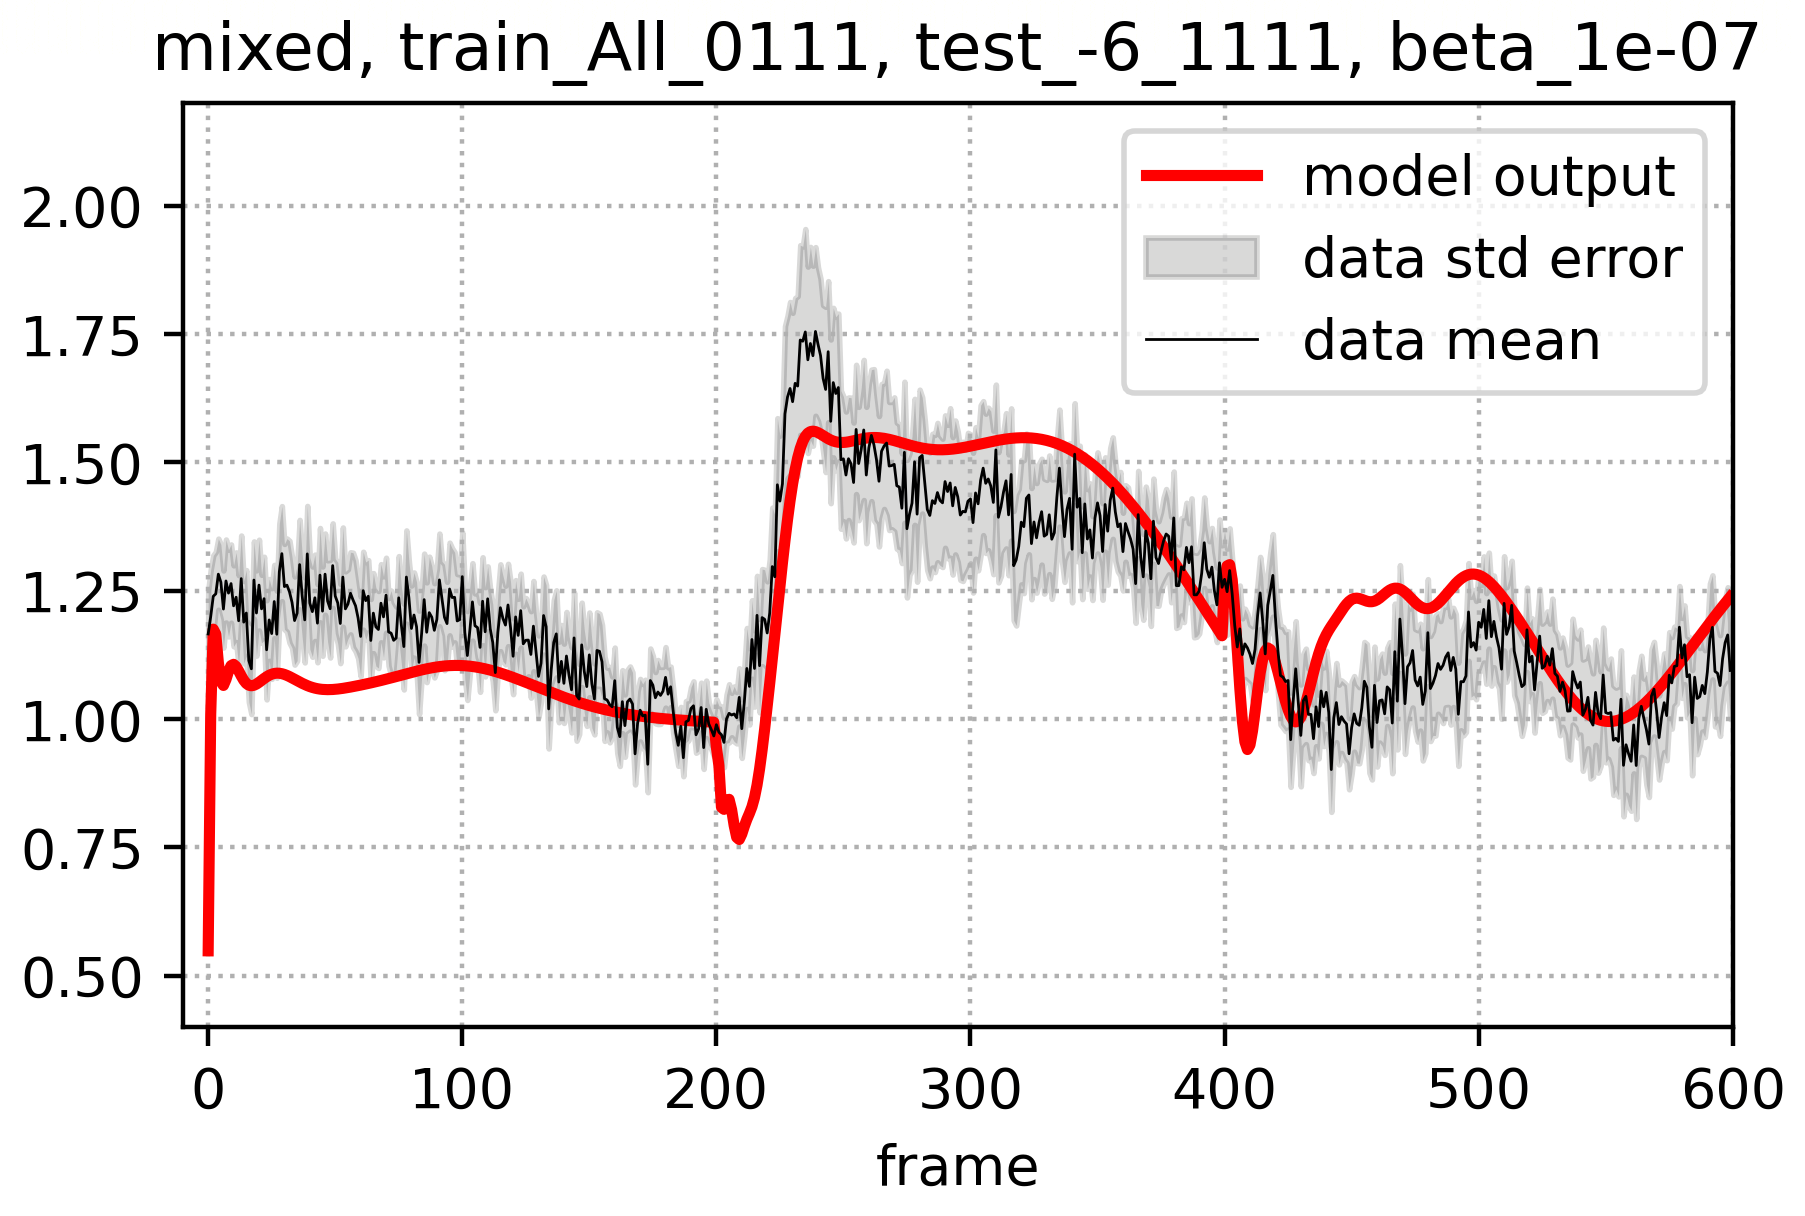 mixed, train_All_0111, test_-6_1111, beta_1e-07
model output
data std error
data mean
2.00
1.75
1.50
1.25
1.00
0.75
0.50
0 100 200 300 400 500 600
frame